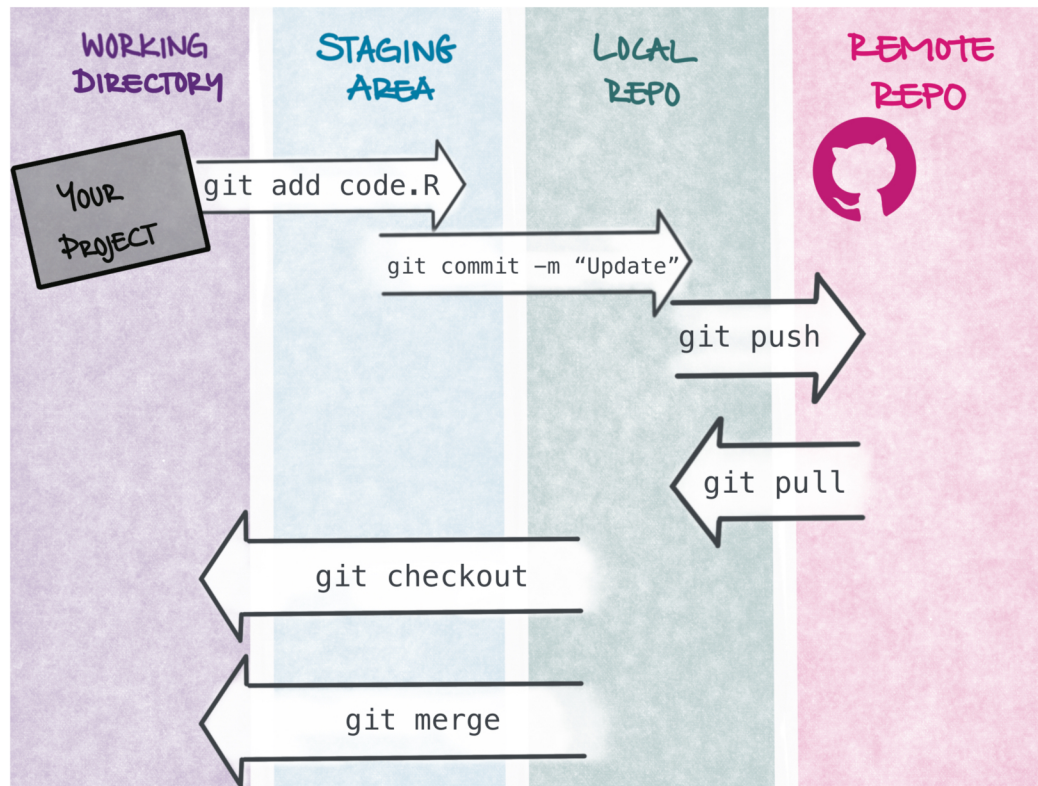 WORKING
DIRECTORY
STAGING
AREA
LOCAL
REPO
REMOTE
REPO
YOUR
PROJECT
git add code.R
git commit –m “Update”
git push
git pull
git checkout
git merge